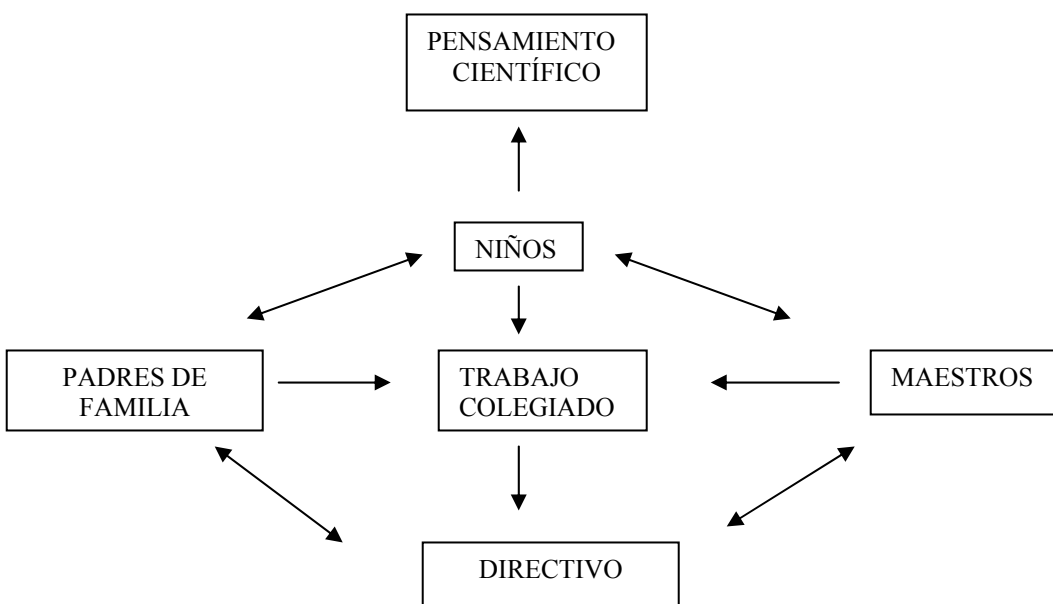 PENSAMIENTO
CIENTÍFICO
NIÑOS
PADRES DE
FAMILIA
TRABAJO
COLEGIADO
MAESTROS
DIRECTIVO